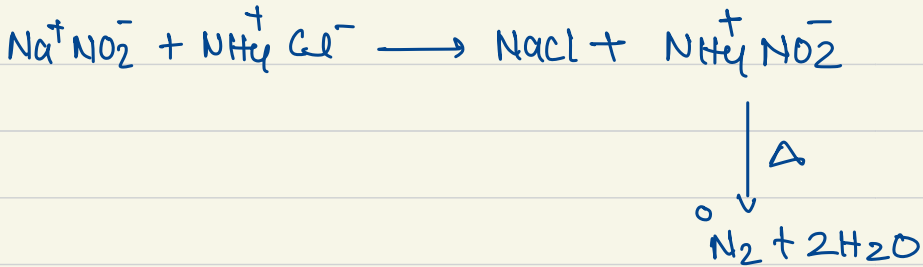 Na⁺NO₂⁻ + NH₄⁺ Cl⁻ ⟶ NaCl + NH₄⁺ NO₂⁻
Δ
⁰N₂ + 2H₂O